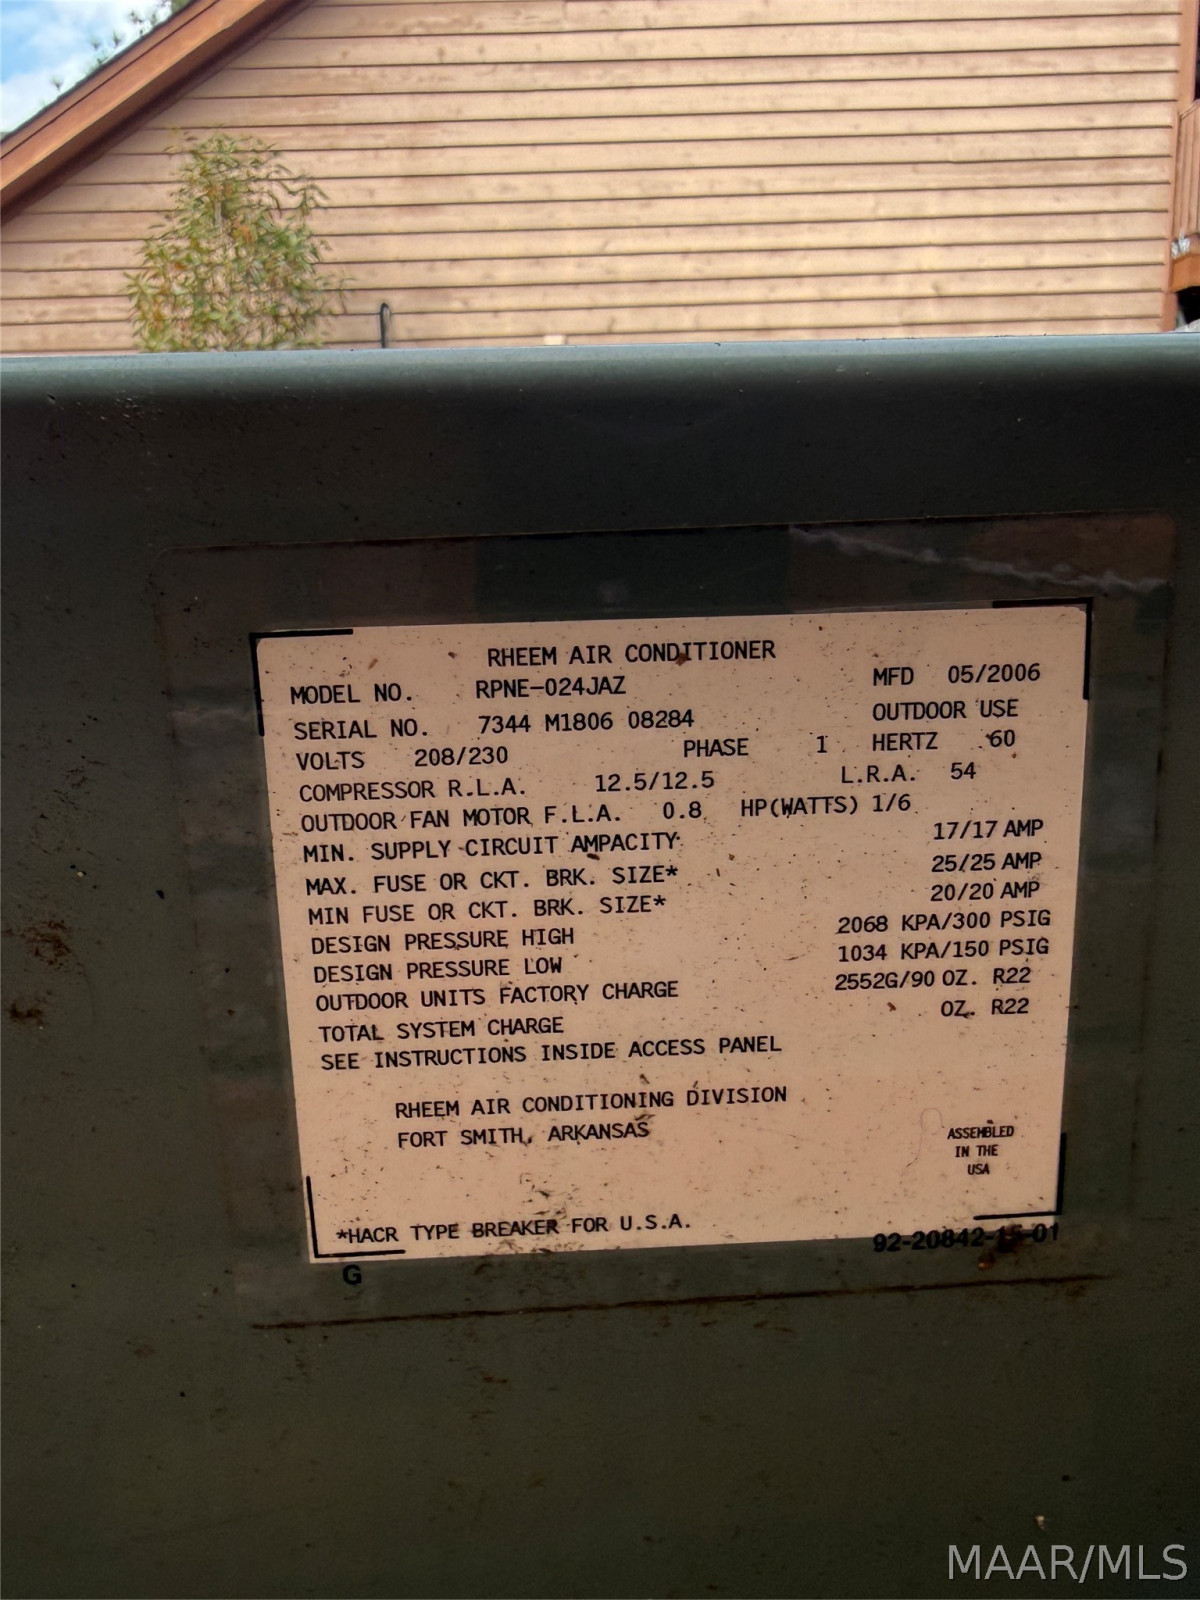 RHEEM AIR CONDITIONER
MODEL NO. RPNE-024JAZ MFD 05/2006
SERIAL NO. 7344 M1806 08284 OUTDOOR USE
VOLTS 208/230 PHASE 1 HERTZ 60
COMPRESSOR R.L.A. 12.5/12.5 L.R.A. 54
OUTDOOR FAN MOTOR F.L.A. 0.8 HP(WATTS) 1/6
MIN. SUPPLY CIRCUIT AMPACITY 17/17 AMP
MAX. FUSE OR CKT. BRK. SIZE* 25/25 AMP
MIN FUSE OR CKT. BRK. SIZE* 20/20 AMP
DESIGN PRESSURE HIGH 2068 KPA/300 PSIG
DESIGN PRESSURE LOW 1034 KPA/150 PSIG
OUTDOOR UNITS FACTORY CHARGE 2552G/90 OZ. R22
TOTAL SYSTEM CHARGE OZ. R22
SEE INSTRUCTIONS INSIDE ACCESS PANEL
RHEEM AIR CONDITIONING DIVISION
FORT SMITH, ARKANSAS
ASSEMBLED
IN THE
USA
*HACR TYPE BREAKER FOR U.S.A.
G
MAAR/MLS